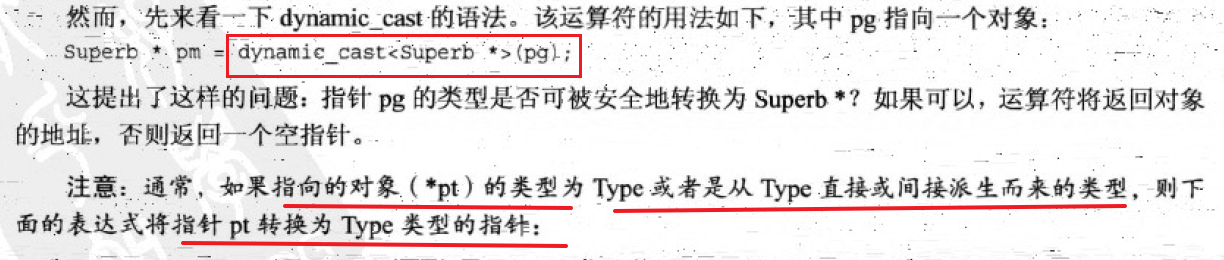 然而，先来看一下 dynamic_cast 的语法。该运算符的用法如下，其中 pg 指向一个对象：
Superb * pm = dynamic_cast<Superb *>(pg);
这提出了这样的问题：指针 pg 的类型是否可被安全地转换为 Superb *？如果可以，运算符将返回对象
的地址，否则返回一个空指针。
注意：通常，如果指向的对象（*pt）的类型为 Type 或者是从 Type 直接或间接派生而来的类型，则下
面的表达式将指针 pt 转换为 Type 类型的指针：